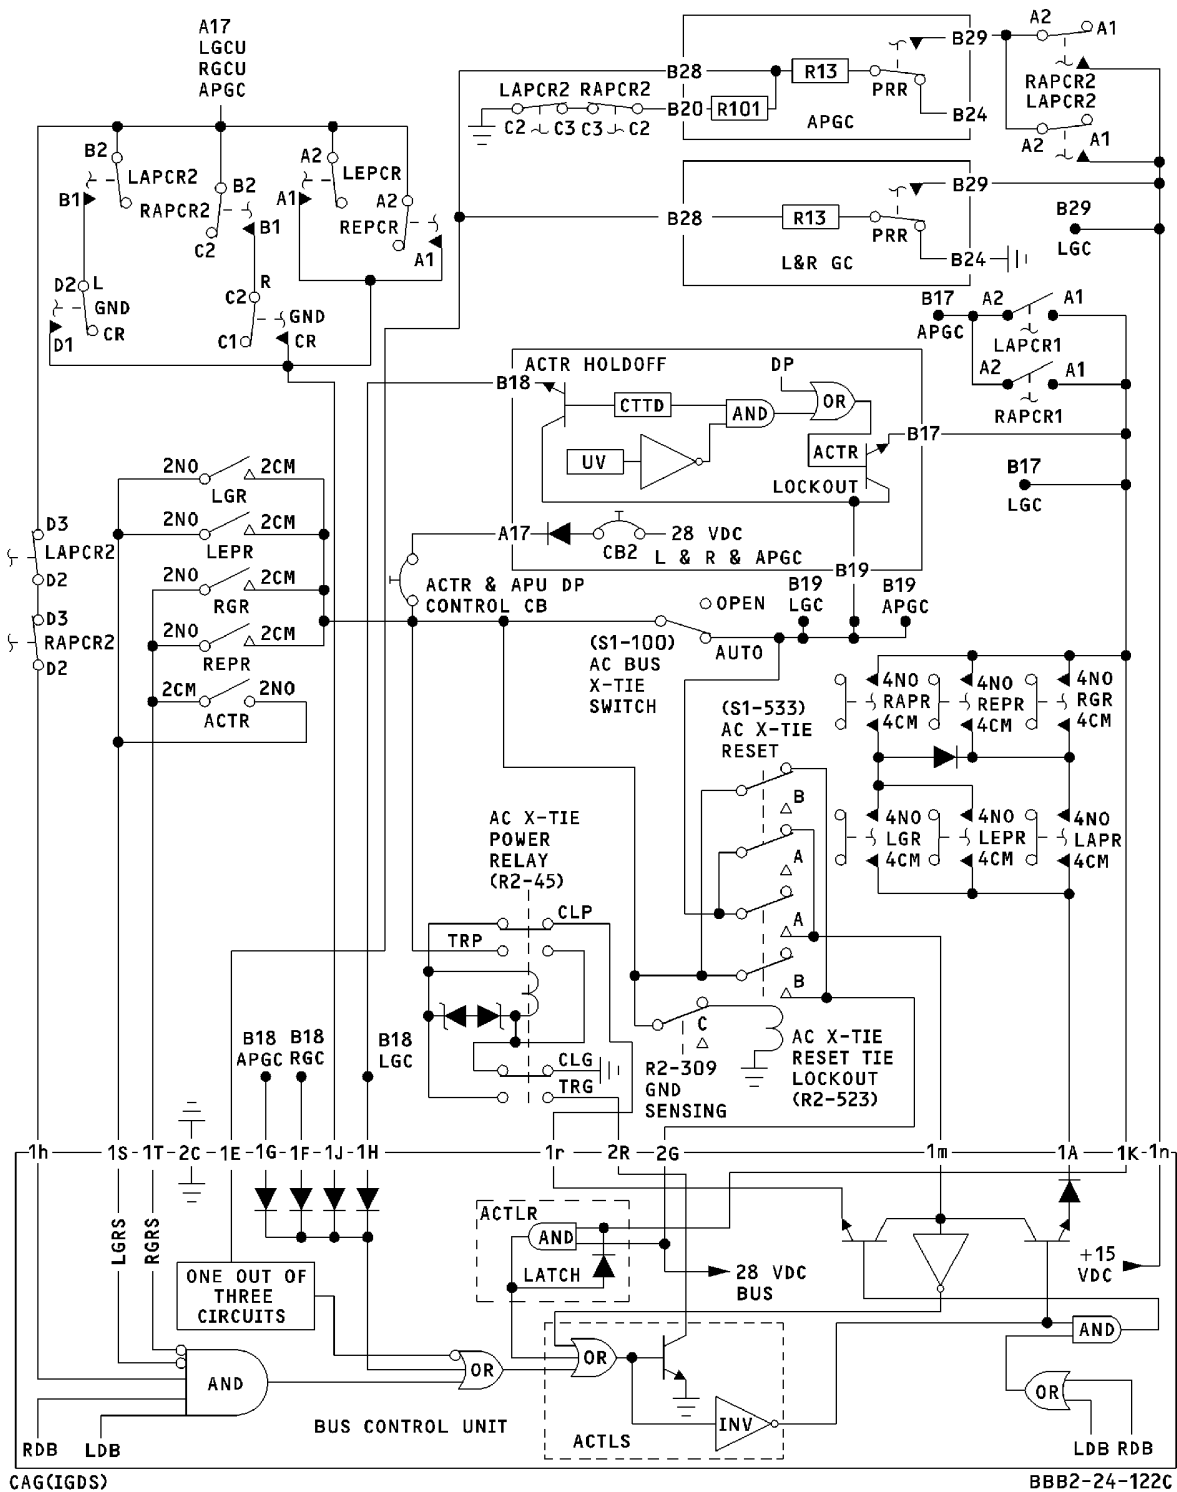 A17
LGCU
RGCU
APGC
B2
LAPCR2
B1
RAPCR2
B2
B1
C2
A2
LEPCR
A1
A2
REPCR
A1
D2 L
GND
CR
D1
R
C2
GND
C1
CR
LAPCR2 RAPCR2
C2 C3 C3 C2
B28
B20
R101
R13
PRR
APGC
B29
B24
A2
A1
RAPCR2
LAPCR2
A2
A1
B28
R13
PRR
L&R GC
B29
B24
B29
LGC
B17
APGC
A2
A1
LAPCR1
A2
A1
RAPCR1
ACTR HOLDOFF
DP
B18
CTTD
AND
OR
UV
ACTR
LOCKOUT
B17
B17
LGC
A17
CB2
28 VDC
L & R & APGC
B19
2NO
2CM
LGR
2NO
2CM
LEPR
2NO
2CM
RGR
2NO
2CM
REPR
2CM
2NO
ACTR
D3
LAPCR2
D2
D3
RAPCR2
D2
ACTR & APU DP
CONTROL CB
OPEN
AUTO
(S1-100)
AC BUS
X-TIE
SWITCH
B19
LGC
B19
APGC
(S1-533)
AC X-TIE
RESET
B
A
A
B
4NO
RAPR
4CM
4NO
REPR
4CM
4NO
RGR
4CM
4NO
LGR
4CM
4NO
LEPR
4CM
4NO
LAPR
4CM
AC X-TIE
POWER
RELAY
(R2-45)
CLP
TRP
CLG
TRG
C
R2-309
GND
SENSING
AC X-TIE
RESET TIE
LOCKOUT
(R2-523)
B18
APGC
B18
RGC
B18
LGC
1h
1S
1T
2C
1E
1G
1F
1J
1H
1r
2R
2G
1m
1A
1K
1n
LGRS
RGRS
ONE OUT OF
THREE
CIRCUITS
ACTLR
AND
LATCH
28 VDC
BUS
+15
VDC
AND
OR
OR
AND
OR
INV
ACTLS
BUS CONTROL UNIT
RDB
LDB
LDB RDB
CAG(IGDS)
BBB2-24-122C